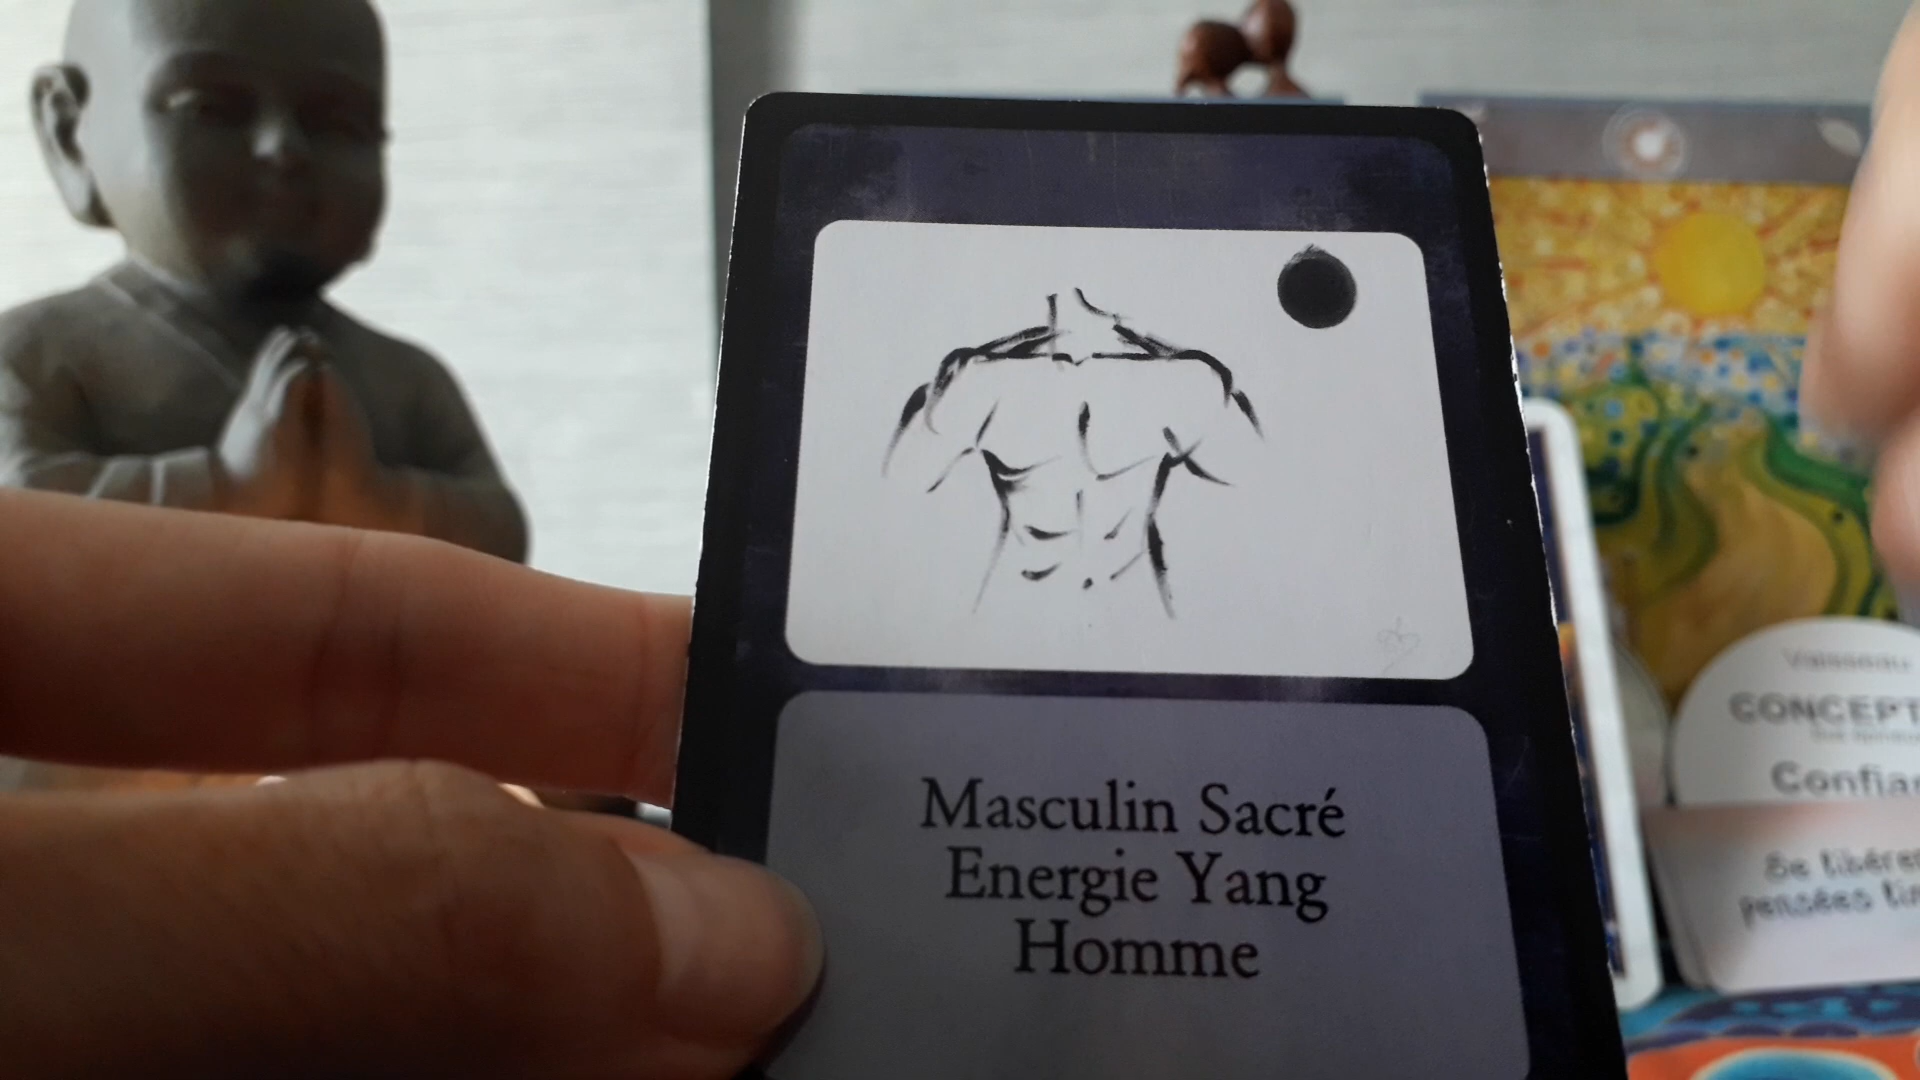 Masculin Sacré
Energie Yang
Homme
Vaisseau
CONCEPT
Confian
Se libérer
pensées